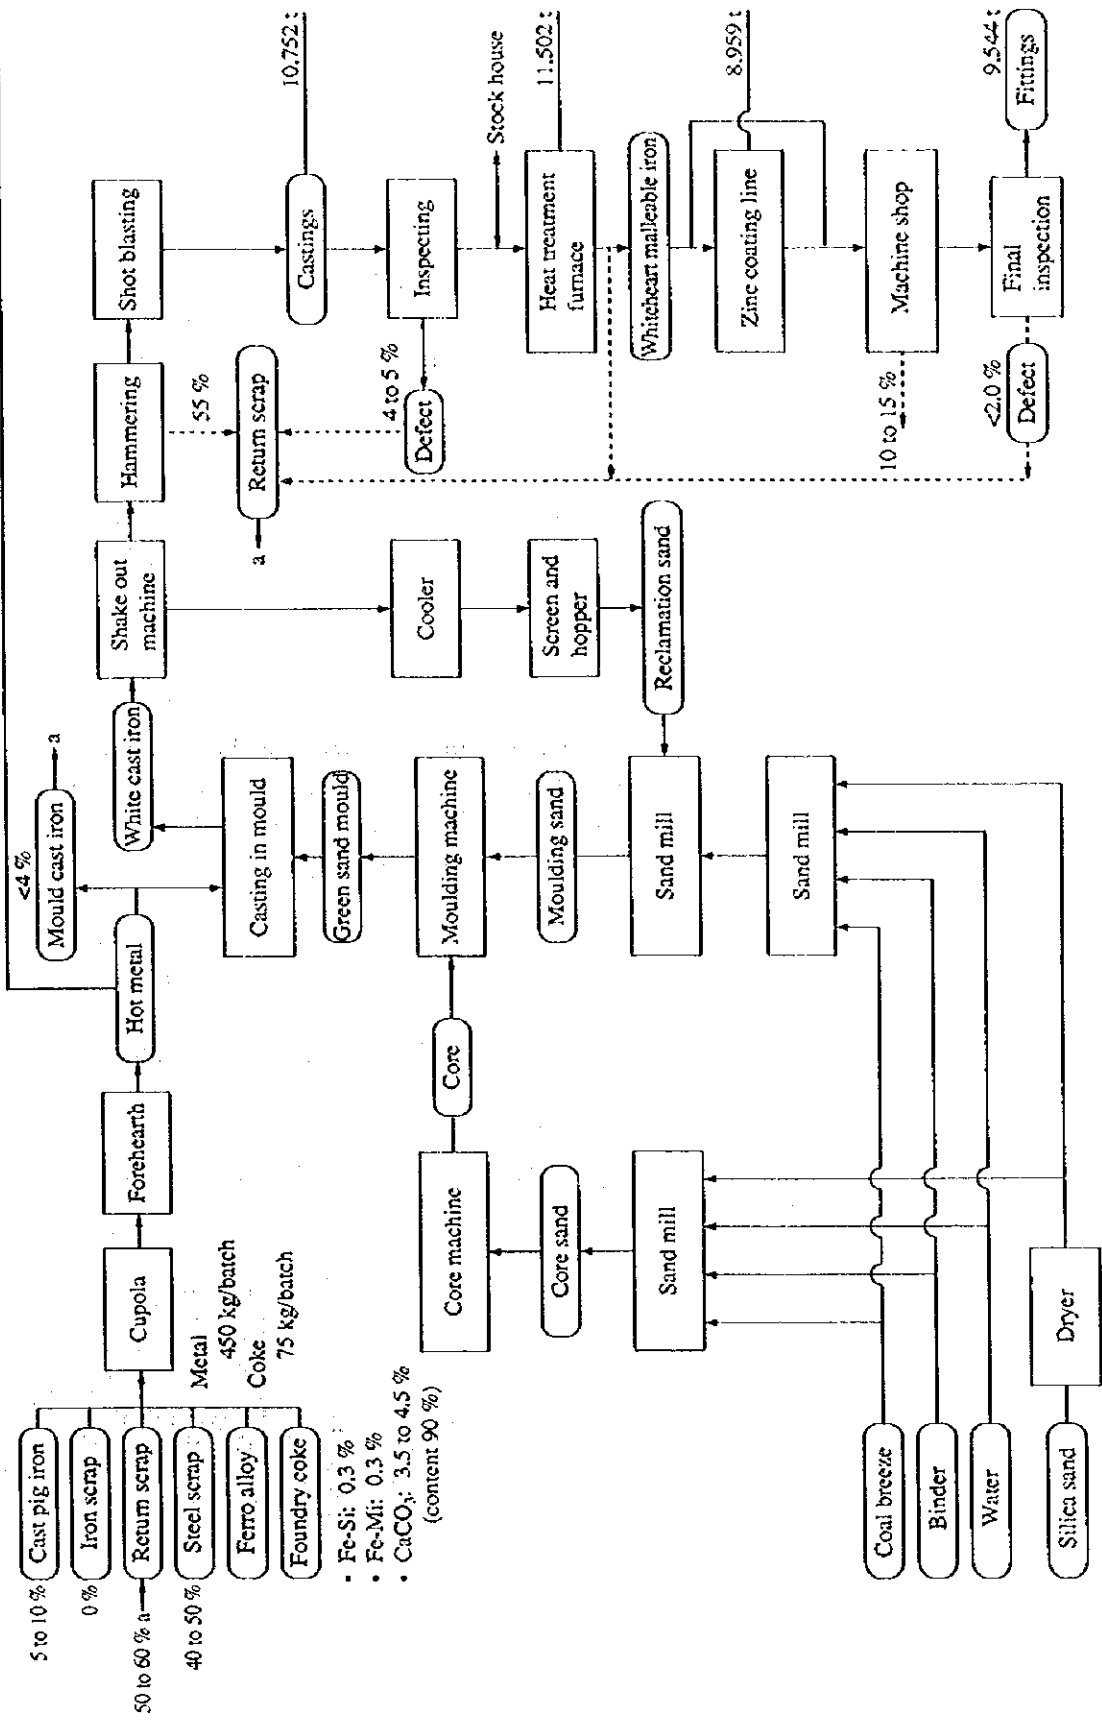 5 to 10 %
Cast pig iron
0 %
Iron scrap
50 to 60 % a
Return scrap
40 to 50 %
Steel scrap
Ferro alloy
Foundry coke
• Fe-Si: 0.3 %
• Fe-Mi: 0.3 %
• CaCO₃: 3.5 to 4.5 %
(content 90 %)
Cupola
Metal
450 kg/batch
Coke
75 kg/batch
Forehearth
Hot metal
<4 %
Mould cast iron
a
White cast iron
Casting in mould
Green sand mould
Moulding machine
Moulding sand
Sand mill
Sand mill
Core
Core machine
Core sand
Sand mill
Coal breeze
Binder
Water
Silica sand
Dryer
Shake out
machine
Cooler
Screen and
hopper
Reclamation sand
Hammering
55 %
Return scrap
a
Shot blasting
Castings
10.752 t
Inspecting
4 to 5 %
Defect
Stock house
Heat treatment
furnace
11.502 t
Whiteheart malleable iron
Zinc coating line
8.959 t
Machine shop
10 to 15 %
Final
inspection
<2.0 %
Defect
9.544 t
Fittings